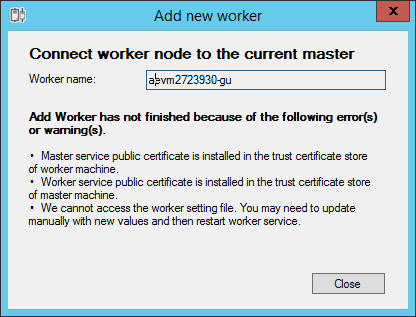 Add new worker
x
Connect worker node to the current master
Worker name:
aevm2723930-gu
Add Worker has not finished because of the following error(s)
or warning(s).
• Master service public certificate is installed in the trust certificate store
of worker machine.
• Worker service public certificate is installed in the trust certificate store
of master machine.
• We cannot access the worker setting file. You may need to update
manually with new values and then restart worker service.
Close